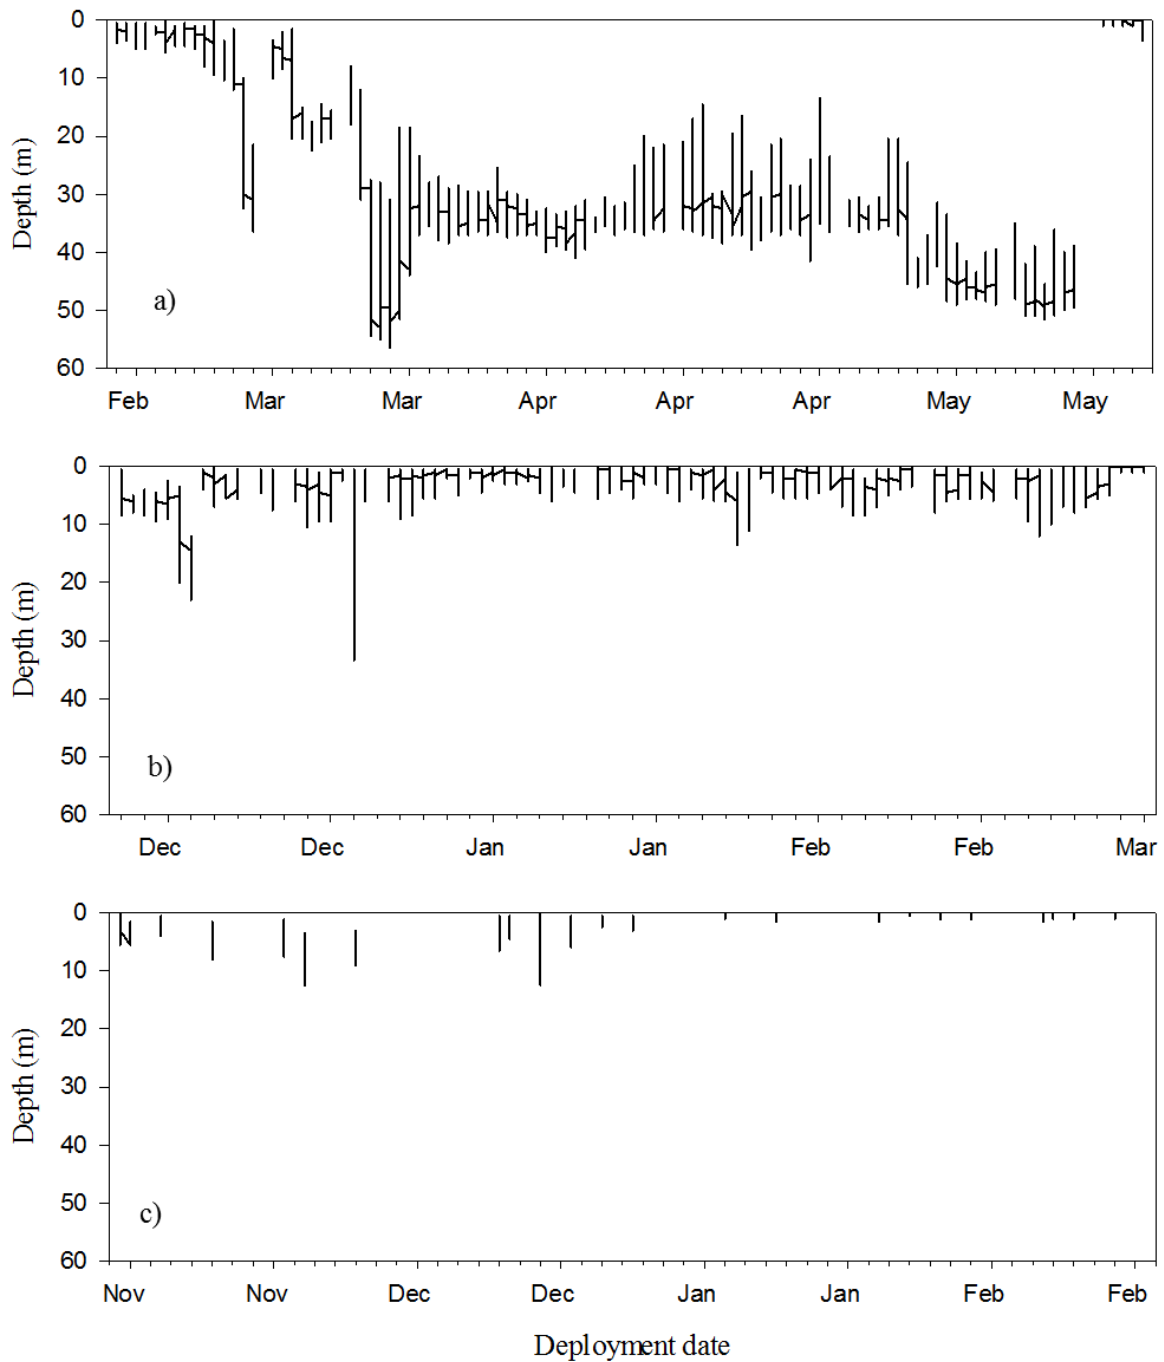 0
10
20
30
40
50
60
Depth (m)
a)
Feb Mar Mar Apr Apr Apr May May
0
10
20
30
40
50
60
Depth (m)
b)
Dec Dec Jan Jan Feb Feb Mar
0
10
20
30
40
50
60
Depth (m)
c)
Nov Nov Dec Dec Jan Jan Feb Feb
Deployment date